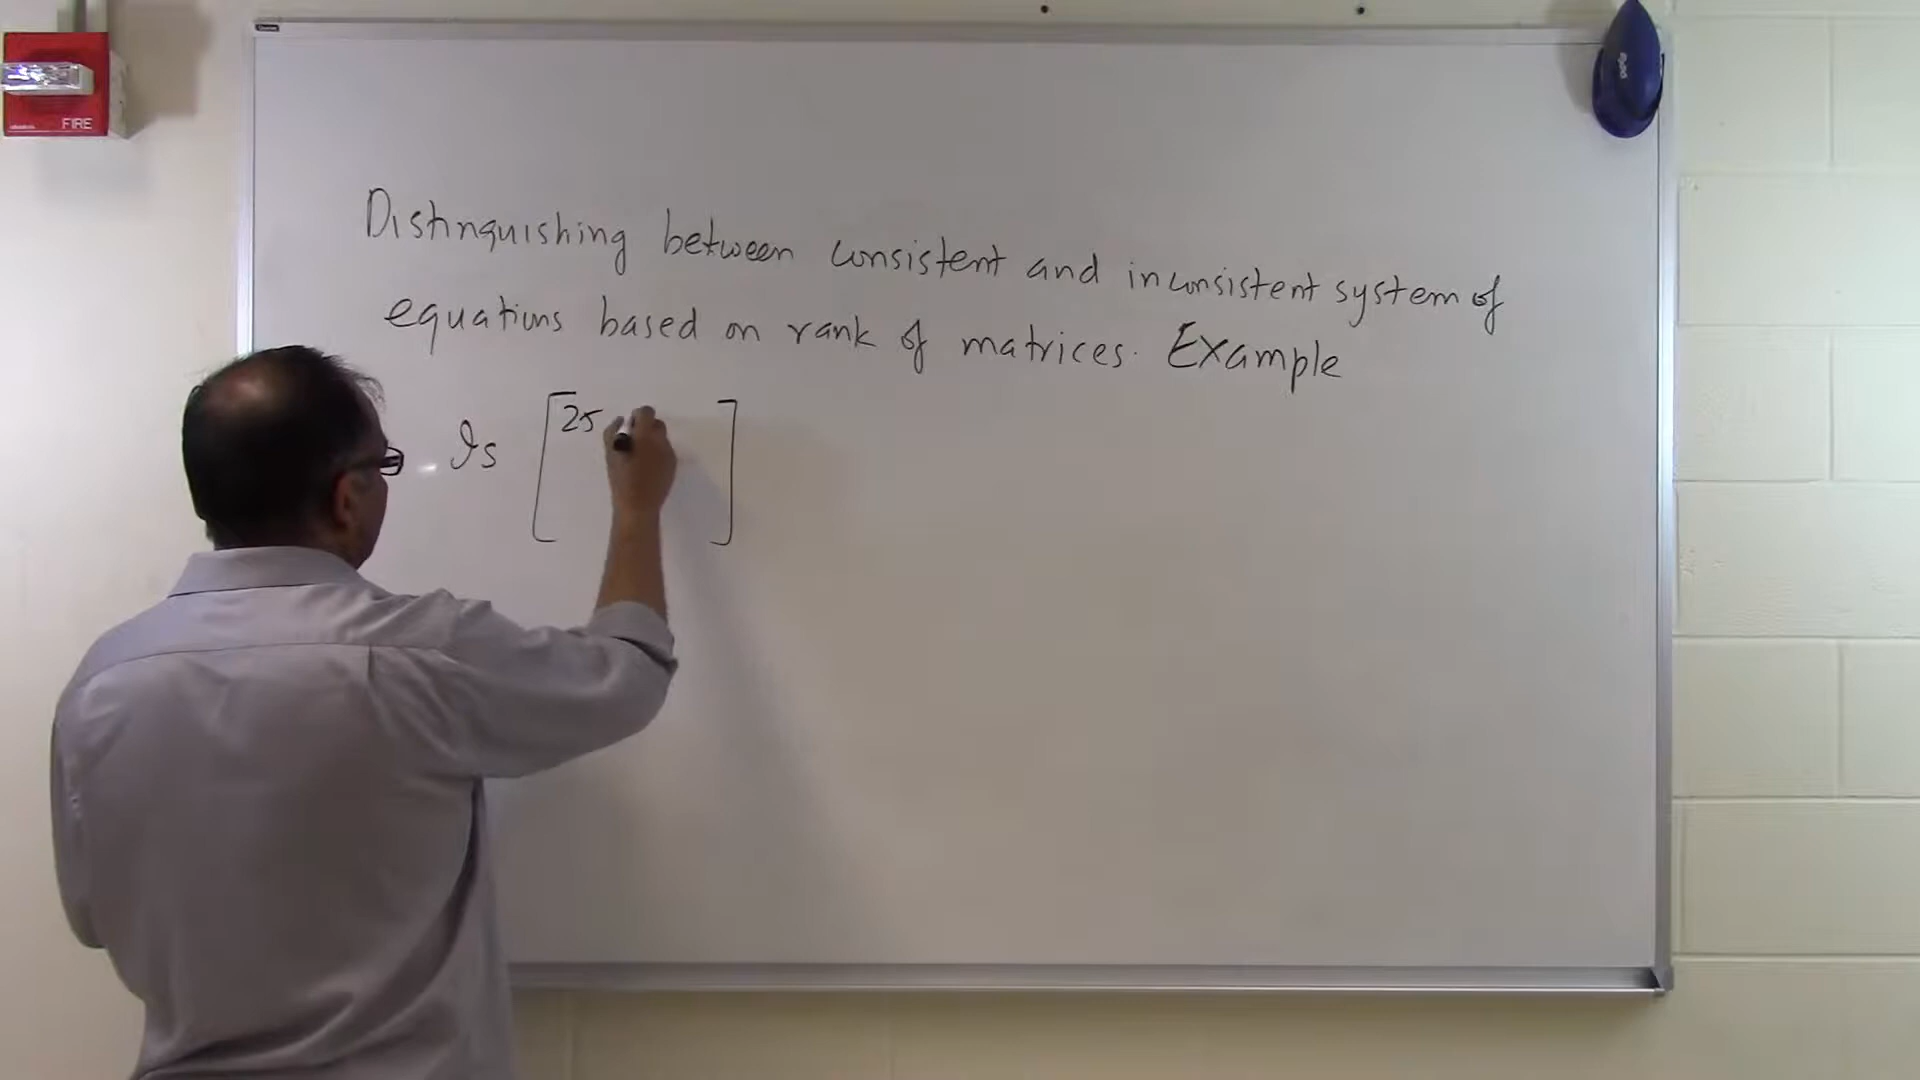 FIRE
Distinguishing between consistent and inconsistent system of
equations based on rank of matrices. Example
Is [25 ]